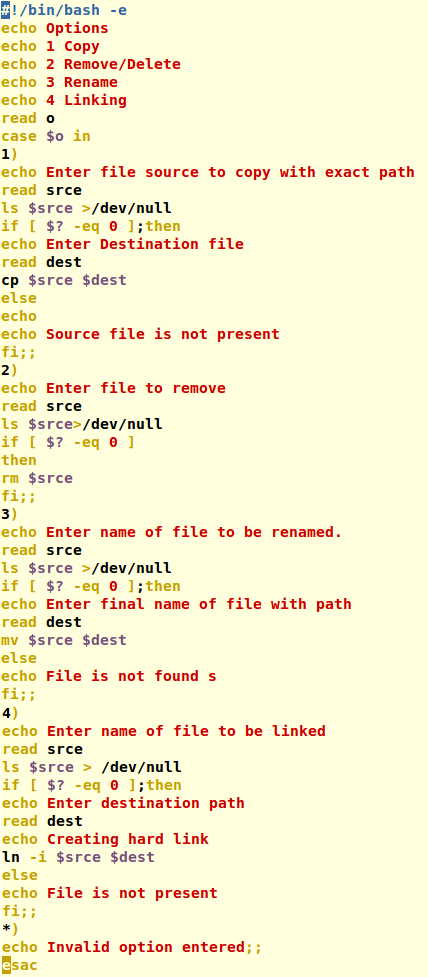 #!/bin/bash -e
echo Options
echo 1 Copy
echo 2 Remove/Delete
echo 3 Rename
echo 4 Linking
read o
case $o in
1)
echo Enter file source to copy with exact path
read srce
ls $srce >/dev/null
if [ $? -eq 0 ];then
echo Enter Destination file
read dest
cp $srce $dest
else
echo
echo Source file is not present
fi;;
2)
echo Enter file to remove
read srce
ls $srce>/dev/null
if [ $? -eq 0 ]
then
rm $srce
fi;;
3)
echo Enter name of file to be renamed.
read srce
ls $srce >/dev/null
if [ $? -eq 0 ];then
echo Enter final name of file with path
read dest
mv $srce $dest
else
echo File is not found s
fi;;
4)
echo Enter name of file to be linked
read srce
ls $srce > /dev/null
if [ $? -eq 0 ];then
echo Enter destination path
read dest
echo Creating hard link
ln -i $srce $dest
else
echo File is not present
fi;;
*)
echo Invalid option entered;;
esac